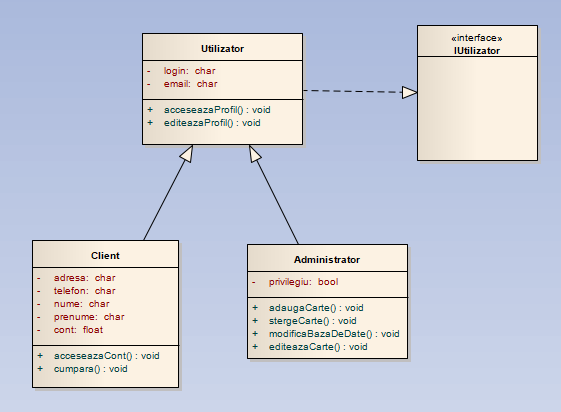 Utilizator
- login: char
- email: char
+ acceseazaProfil() : void
+ editeazaProfil() : void
«interface»
IUtilizator
Client
- adresa: char
- telefon: char
- nume: char
- prenume: char
- cont: float
+ acceseazaCont() : void
+ cumpara() : void
Administrator
- privilegiu: bool
+ adaugaCarte() : void
+ stergeCarte() : void
+ modificaBazaDeDate() : void
+ editeazaCarte() : void